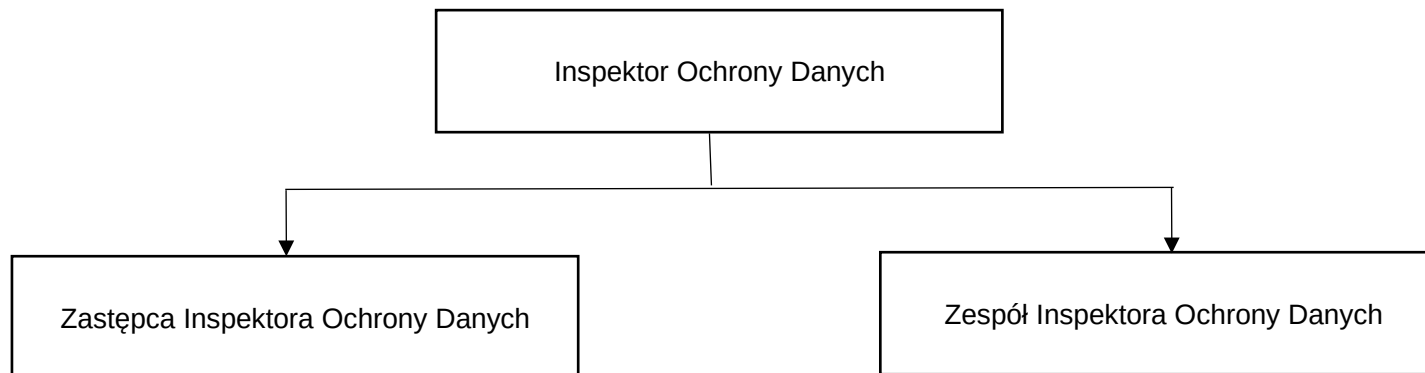 Inspektor Ochrony Danych
Zastępca Inspektora Ochrony Danych
Zespół Inspektora Ochrony Danych